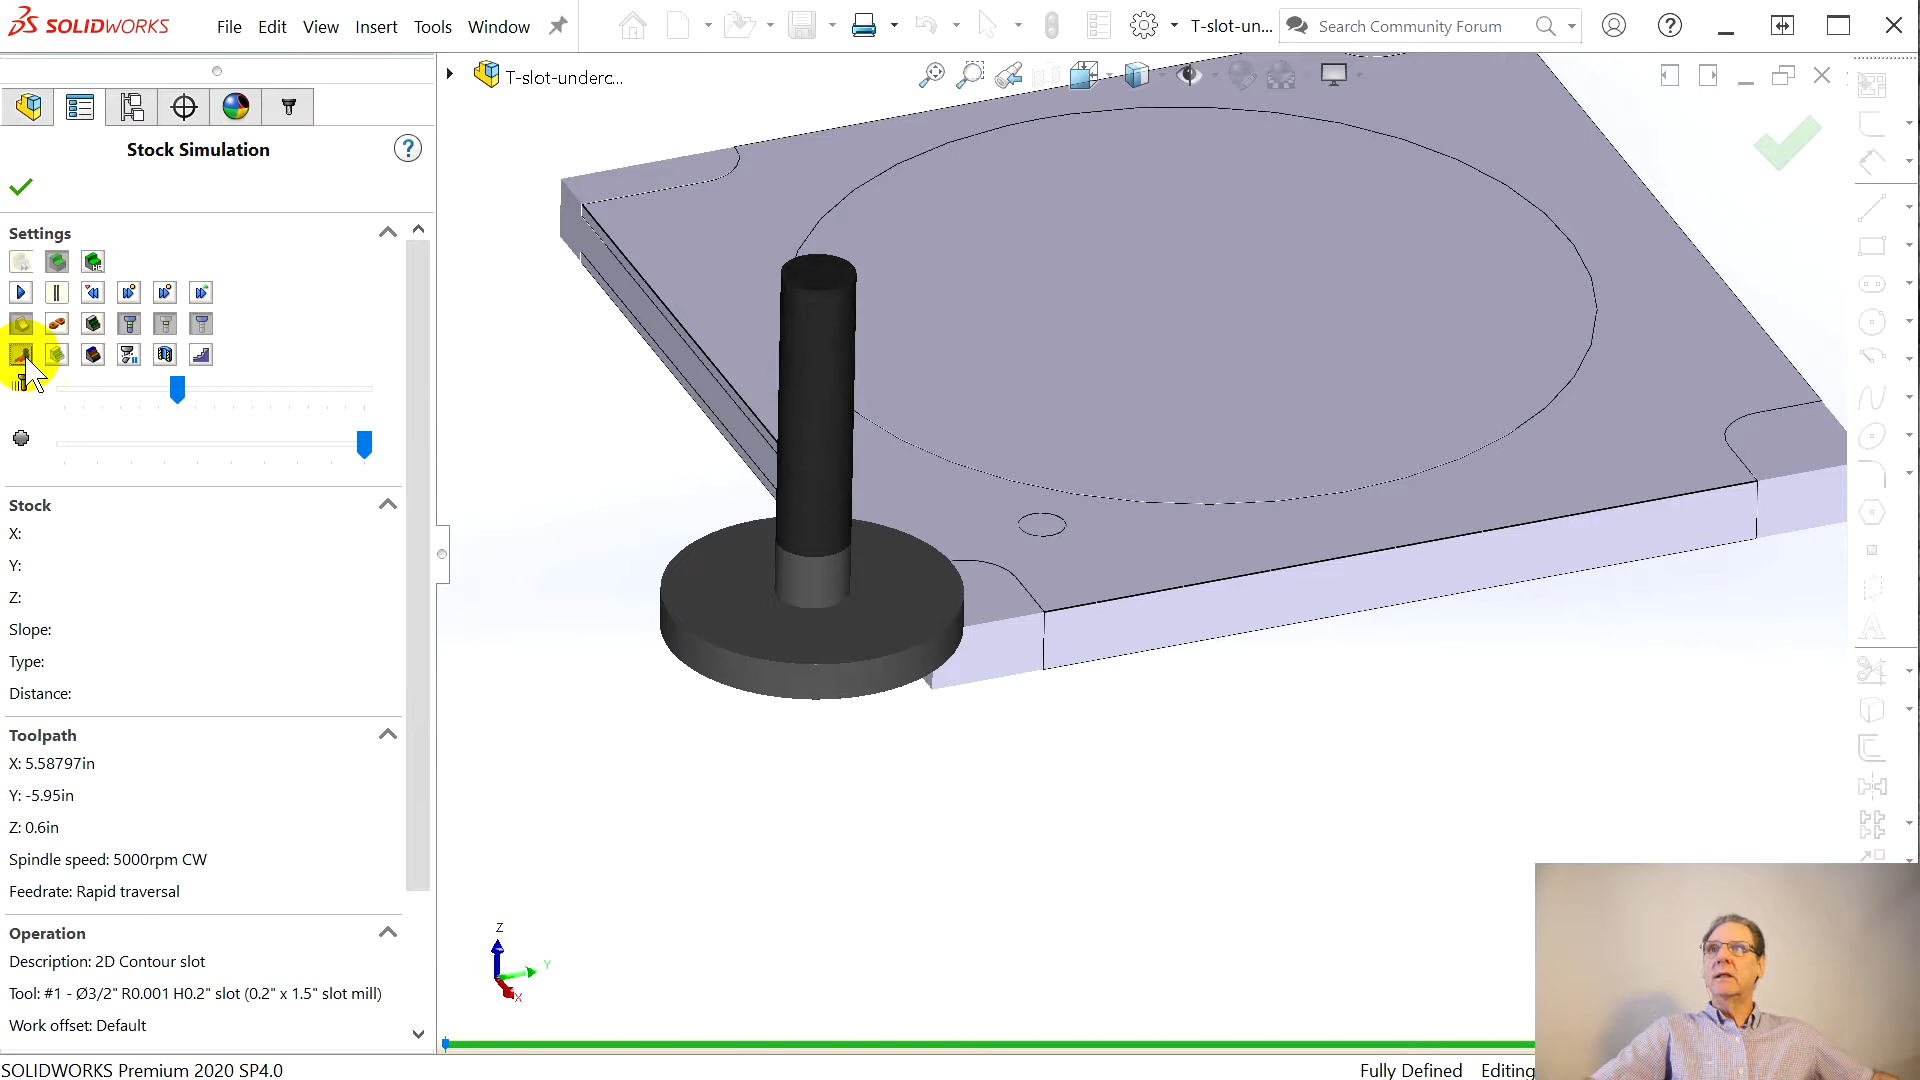 SOLIDWORKS
File Edit View Insert Tools Window
T-slot-un...
Search Community Forum
T-slot-underc...
Stock Simulation
Settings
Stock
X:
Y:
Z:
Slope:
Type:
Distance:
Toolpath
X: 5.58797in
Y: -5.95in
Z: 0.6in
Spindle speed: 5000rpm CW
Feedrate: Rapid traversal
Operation
Description: 2D Contour slot
Tool: #1 - Ø3/2" R0.001 H0.2" slot (0.2" x 1.5" slot mill)
Work offset: Default
Z
Y
X
SOLIDWORKS Premium 2020 SP4.0
Fully Defined
Editing